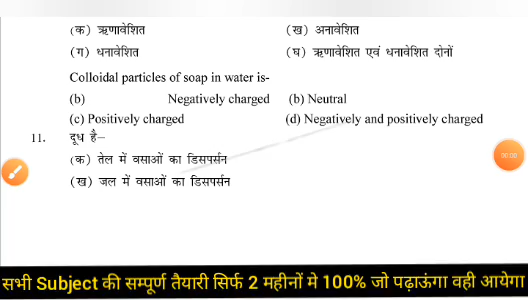 (क) ऋणावेशित (ख) अनावेशित
(ग) धनावेशित (घ) ऋणावेशित एवं धनावेशित दोनों
Colloidal particles of soap in water is-
(b) Negatively charged (b) Neutral
(c) Positively charged (d) Negatively and positively charged
11. दूध है–
(क) तेल में वसाओं का डिसपर्सन
(ख) जल में वसाओं का डिसपर्सन
00:08
सभी Subject की सम्पूर्ण तैयारी सिर्फ 2 महीनों मे 100% जो पढ़ाऊंगा वही आयेगा